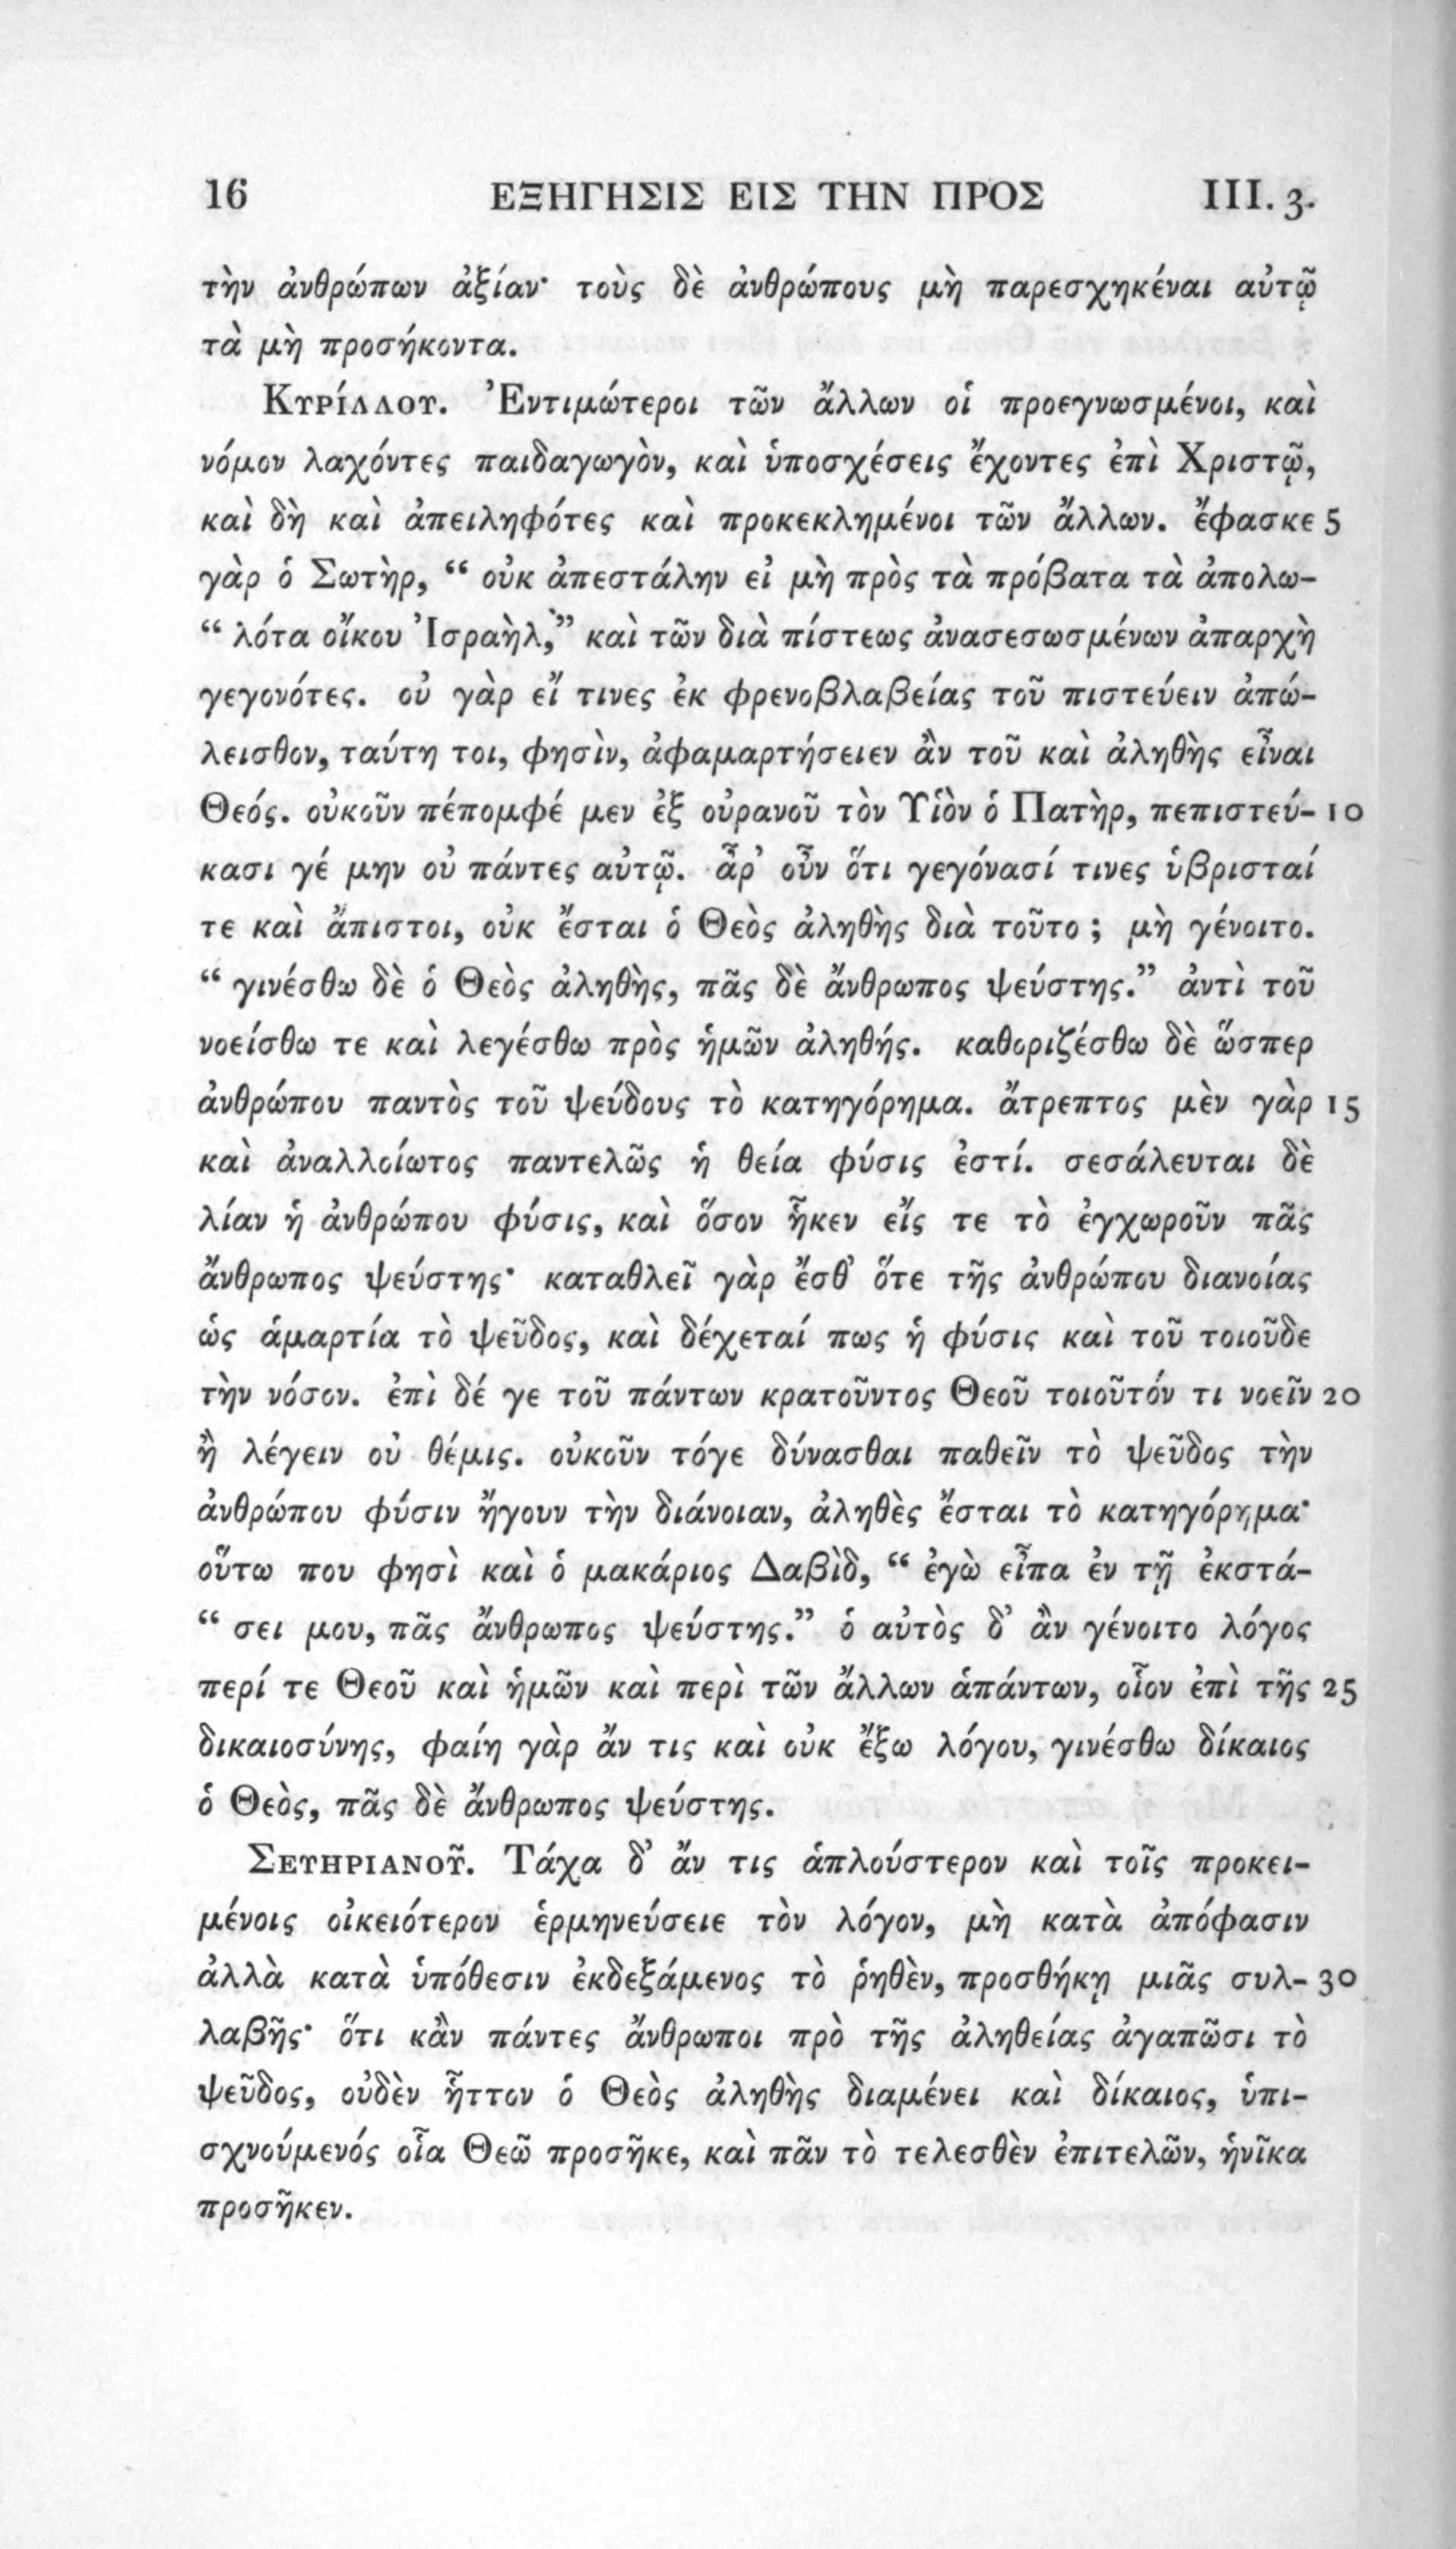 16 ΕΞΗΓΗΣΙΣ ΕΙΣ ΤΗΝ ΠΡΟΣ III. 3.
τὴν ἀνθρώπων ἀξίαν· τοὺς δὲ ἀνθρώπους μὴ παρεσχηκέναι αὐτῷ
τὰ μὴ προσήκοντα.
Κυρίλλου. Ἐντιμώτεροι τῶν ἄλλων οἱ προεγνωσμένοι, καὶ
νόμον λαχόντες παιδαγωγὸν, καὶ ὑποσχέσεις ἔχοντες ἐπὶ Χριστῷ,
καὶ δὴ καὶ ἀπειληφότες καὶ προκεκλημένοι τῶν ἄλλων. ἔφασκε 5
γὰρ ὁ Σωτὴρ, “ οὐκ ἀπεστάλην εἰ μὴ πρὸς τὰ πρόβατα τὰ ἀπολω-
“ λότα οἴκου Ἰσραὴλ,” καὶ τῶν διὰ πίστεως ἀνασεσωσμένων ἀπαρχὴ
γεγονότες. οὐ γὰρ εἴ τινες ἐκ φρενοβλαβείας τοῦ πιστεύειν ἀπώ-
λεισθον, ταύτη τοι, φησὶν, ἀφαμαρτήσειεν ἂν τοῦ καὶ ἀληθὴς εἶναι
Θεός. οὐκοῦν πέπομφέ μεν ἐξ οὐρανοῦ τὸν Υἱὸν ὁ Πατὴρ, πεπιστεύ- 10
κασι γέ μην οὐ πάντες αὐτῷ. ἆρ’ οὖν ὅτι γεγόνασί τινες ὑβρισταί
τε καὶ ἄπιστοι, οὐκ ἔσται ὁ Θεὸς ἀληθὴς διὰ τοῦτο ; μὴ γένοιτο.
“ γινέσθω δὲ ὁ Θεὸς ἀληθὴς, πᾶς δὲ ἄνθρωπος ψεύστης.” ἀντὶ τοῦ
νοείσθω τε καὶ λεγέσθω πρὸς ἡμῶν ἀληθής. καθοριζέσθω δὲ ὥσπερ
ἀνθρώπου παντὸς τοῦ ψεύδους τὸ κατηγόρημα. ἄτρεπτος μὲν γὰρ 15
καὶ ἀναλλοίωτος παντελῶς ἡ θεία φύσις ἐστί. σεσάλευται δὲ
λίαν ἡ ἀνθρώπου φύσις, καὶ ὅσον ἧκεν εἴς τε τὸ ἐγχωροῦν πᾶς
ἄνθρωπος ψεύστης· καταθλεῖ γὰρ ἔσθ’ ὅτε τῆς ἀνθρώπου διανοίας
ὡς ἁμαρτία τὸ ψεῦδος, καὶ δέχεταί πως ἡ φύσις καὶ τοῦ τοιοῦδε
τὴν νόσον. ἐπὶ δέ γε τοῦ πάντων κρατοῦντος Θεοῦ τοιοῦτόν τι νοεῖν 20
ἢ λέγειν οὐ θέμις. οὐκοῦν τόγε δύνασθαι παθεῖν τὸ ψεῦδος τὴν
ἀνθρώπου φύσιν ἤγουν τὴν διάνοιαν, ἀληθὲς ἔσται τὸ κατηγόρημα·
οὕτω που φησὶ καὶ ὁ μακάριος Δαβὶδ, “ ἐγὼ εἶπα ἐν τῇ ἐκστά-
“ σει μου, πᾶς ἄνθρωπος ψεύστης.” ὁ αὐτὸς δ’ ἂν γένοιτο λόγος
περί τε Θεοῦ καὶ ἡμῶν καὶ περὶ τῶν ἄλλων ἁπάντων, οἷον ἐπὶ τῆς 25
δικαιοσύνης, φαίη γὰρ ἄν τις καὶ οὐκ ἔξω λόγου, γινέσθω δίκαιος
ὁ Θεὸς, πᾶς δὲ ἄνθρωπος ψεύστης.
Σευηριανοῦ. Τάχα δ’ ἄν τις ἁπλούστερον καὶ τοῖς προκει-
μένοις οἰκειότερον ἑρμηνεύσειε τὸν λόγον, μὴ κατὰ ἀπόφασιν
ἀλλὰ κατὰ ὑπόθεσιν ἐκδεξάμενος τὸ ῥηθὲν, προσθήκῃ μιᾶς συλ- 30
λαβῆς· ὅτι κἂν πάντες ἄνθρωποι πρὸ τῆς ἀληθείας ἀγαπῶσι τὸ
ψεῦδος, οὐδὲν ἧττον ὁ Θεὸς ἀληθὴς διαμένει καὶ δίκαιος, ὑπι-
σχνούμενός οἷα Θεῶ προσῆκε, καὶ πᾶν τὸ τελεσθὲν ἐπιτελῶν, ἡνῖκα
προσῆκεν.